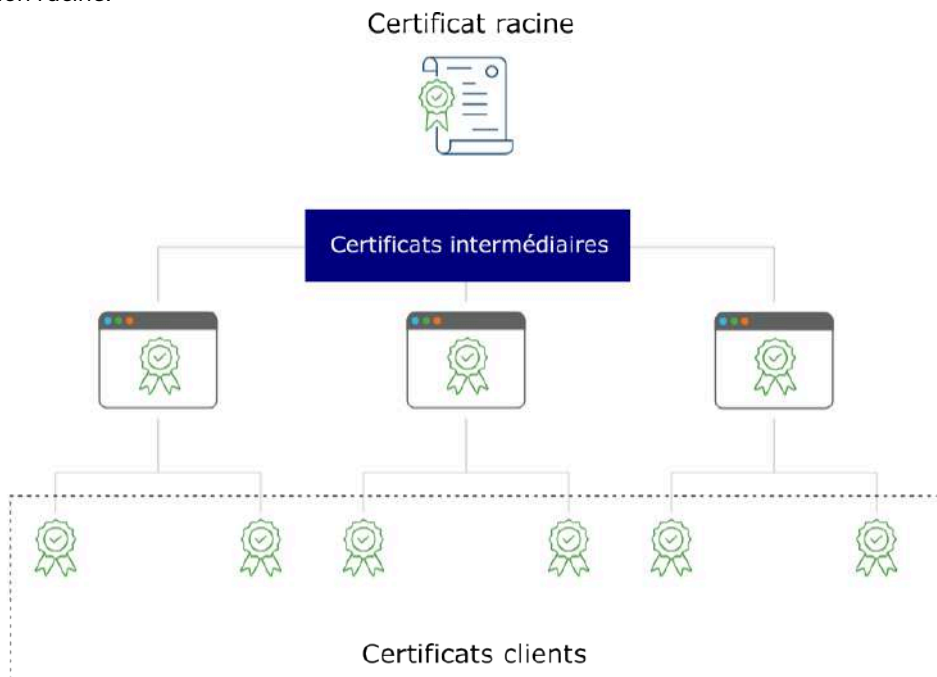 Certificat racine
Certificats intermédiaires
Certificats clients